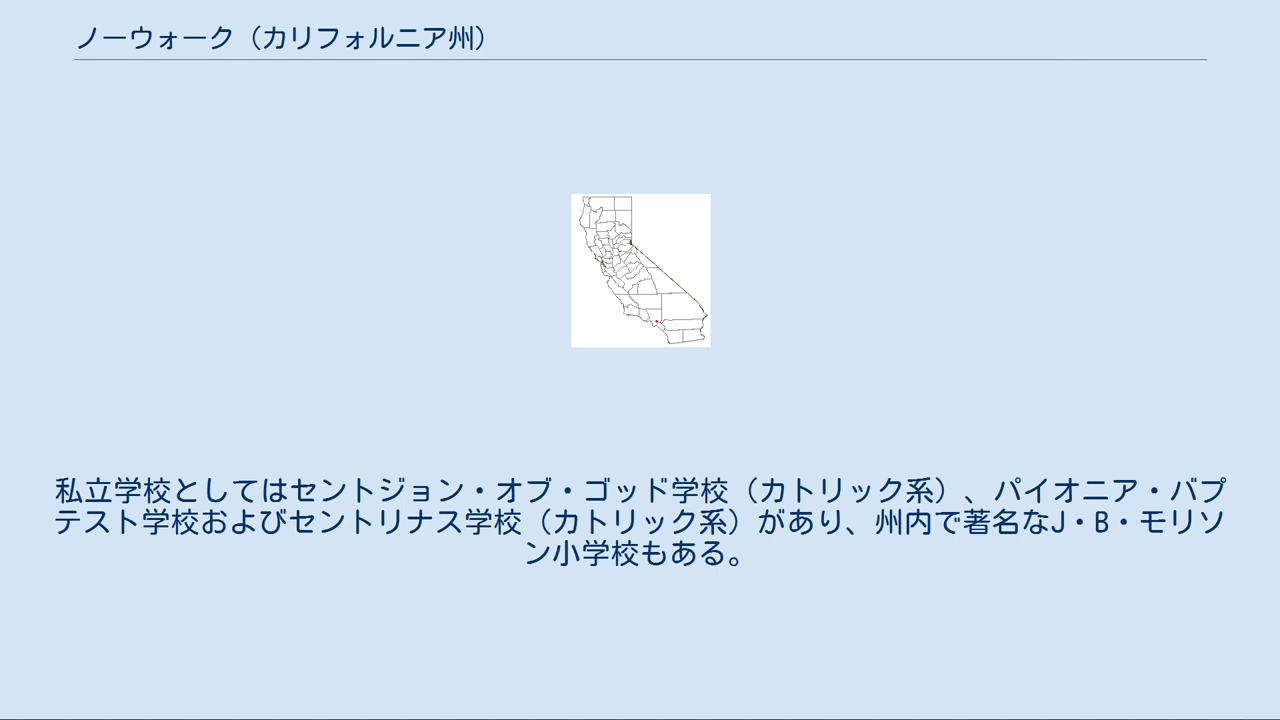 ノーウォーク（カリフォルニア州）
私立学校としてはセントジョン・オブ・ゴッド学校（カトリック系）、パイオニア・バプ
テスト学校およびセントリナス学校（カトリック系）があり、州内で著名なJ・B・モリソ
ン小学校もある。